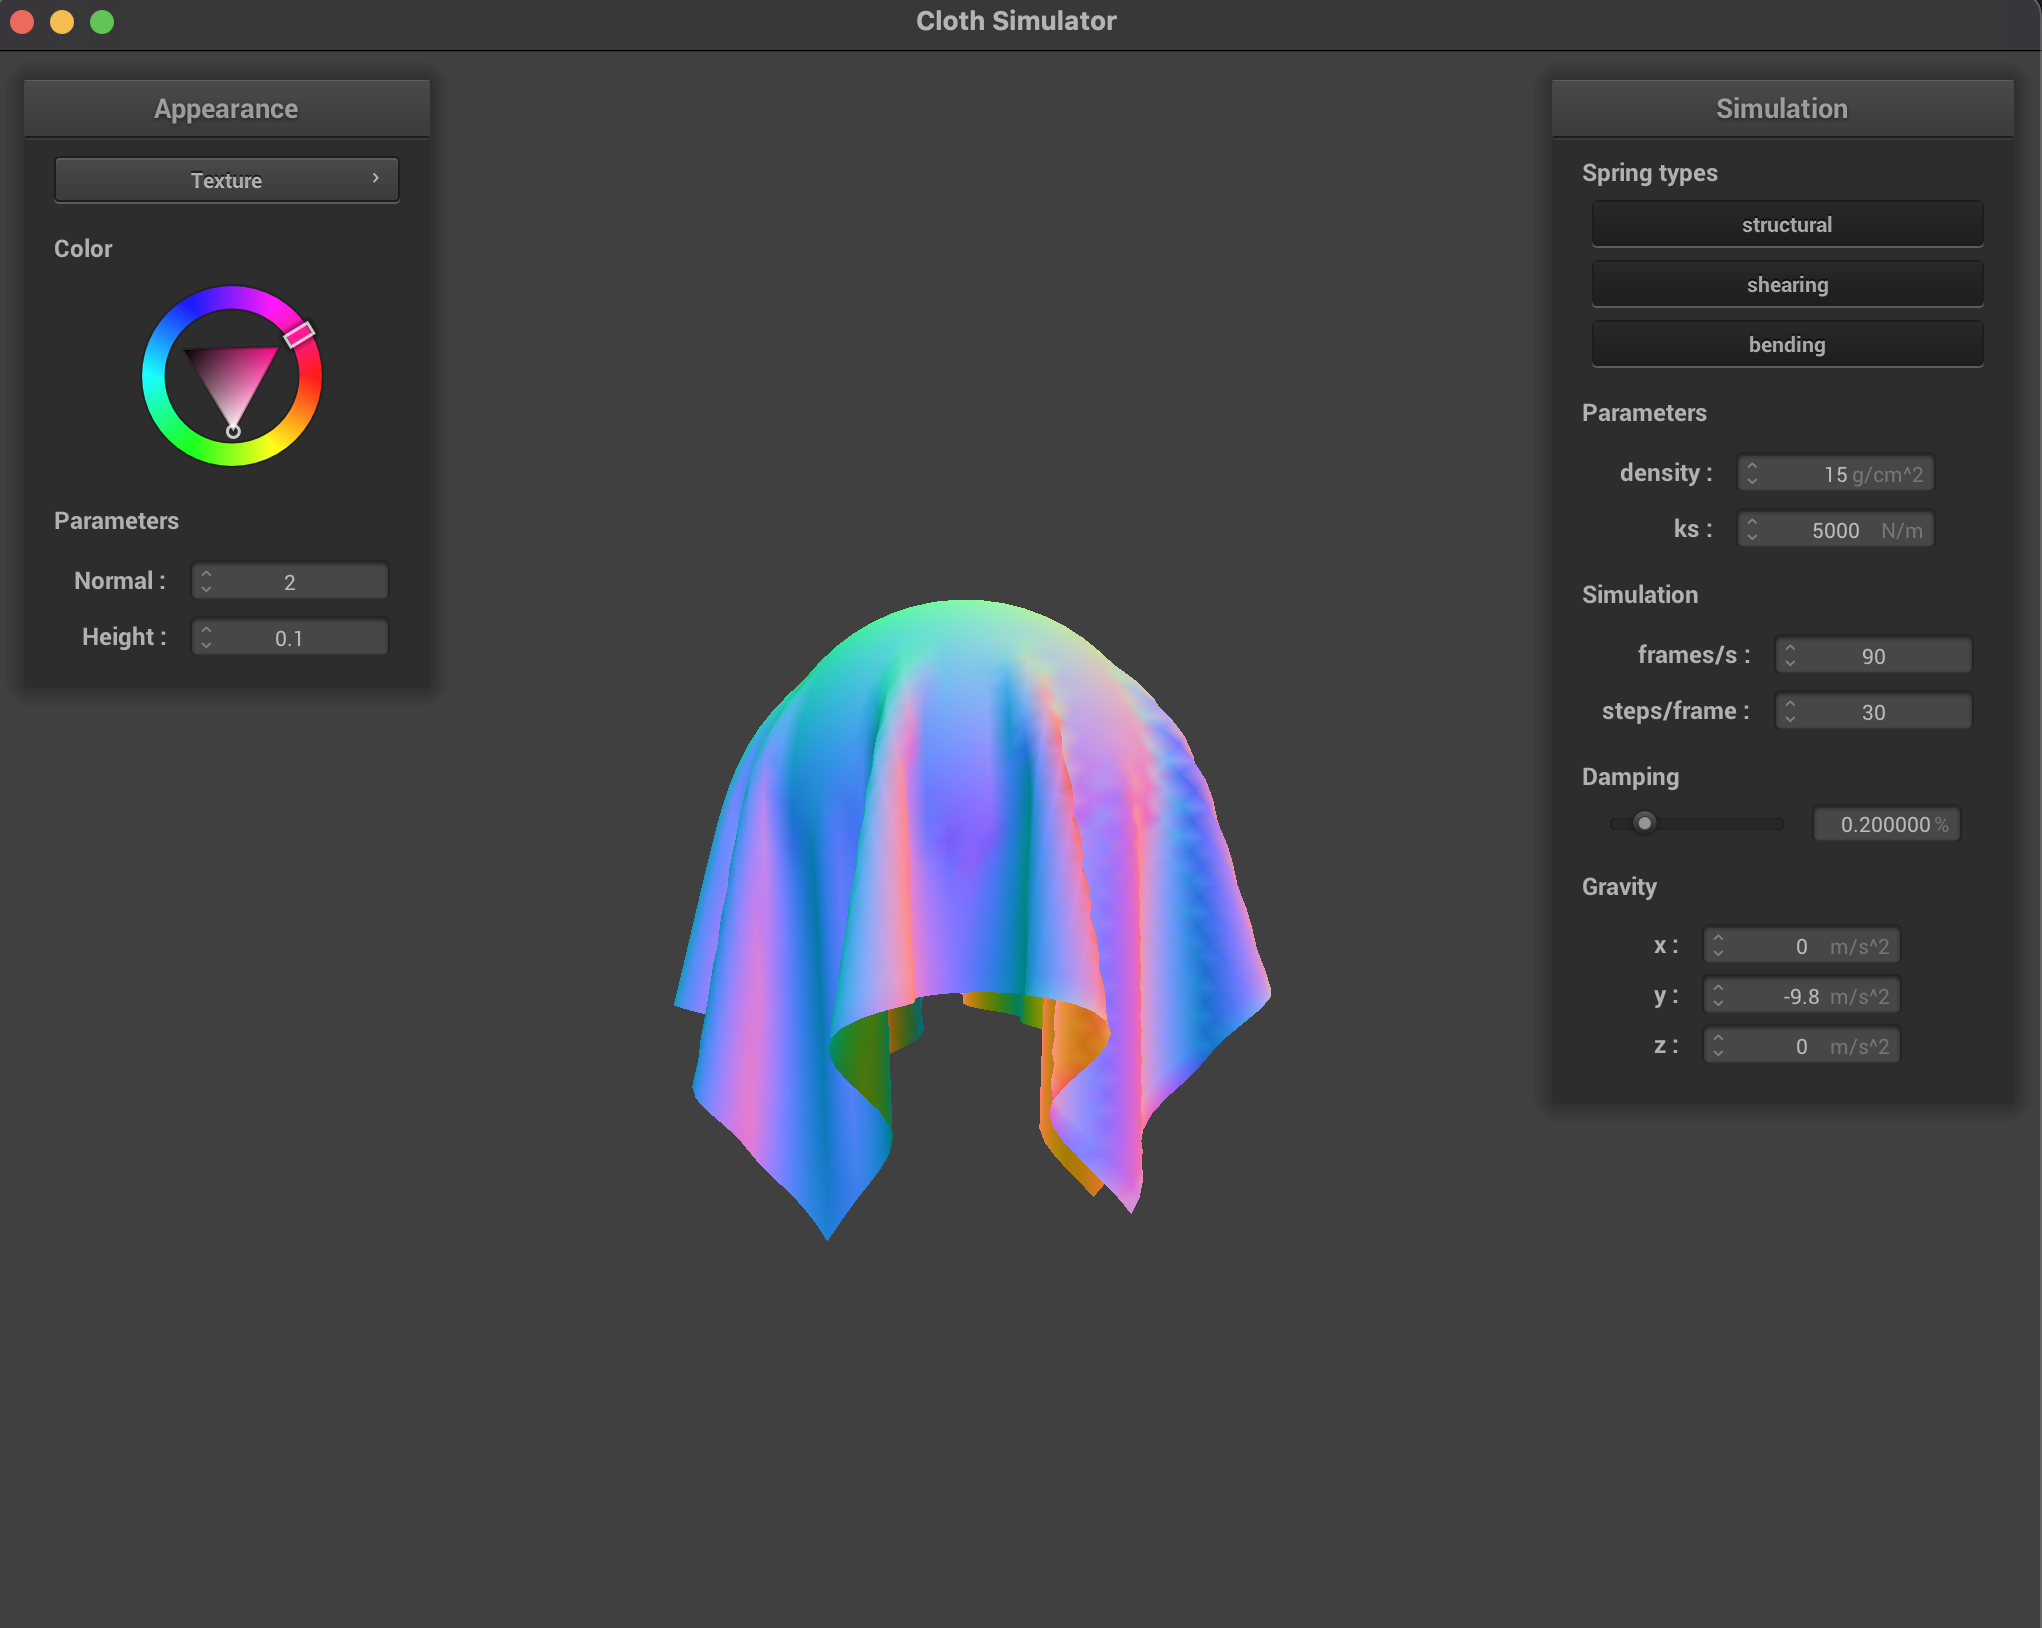 Cloth Simulator
Appearance
Texture
Color
Parameters
Normal : 2
Height : 0.1
Simulation
Spring types
structural
shearing
bending
Parameters
density : 15 g/cm^2
ks : 5000 N/m
Simulation
frames/s : 90
steps/frame : 30
Damping
0.200000 %
Gravity
x : 0 m/s^2
y : -9.8 m/s^2
z : 0 m/s^2